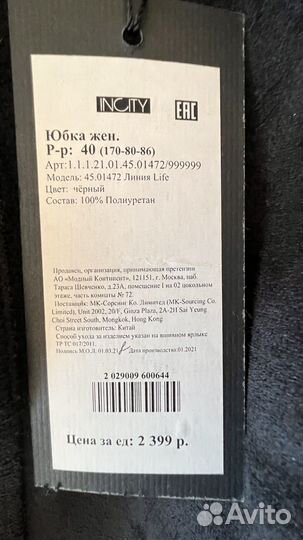 INCITY EAC
Юбка жен.
Р-р: 40 (170-80-86)
Арт:1.1.1.21.01.45.01472/999999
Модель: 45.01472 Линия Life
Цвет: чёрный
Состав: 100% Полиуретан
Продавец, организация, принимающая претензии
АО «Модный Континент», 121151, г. Москва, наб.
Тараса Шевченко, д.23А, помещение I на 02 цокольном
этаже, часть комнаты № 72.
Поставщик: МК-Сорсинг Ко. Лимитед (MK-Sourcing Co.
Limited), Unit 2002, 20/F, Ginza Plaza, 2A-2H Sai Yeung
Choi Street South, Mongkok, Hong Kong
Страна изготовитель: Китай
Способ ухода за изделием указан на вшивном ярлыке
ТР ТС 017/2011.
Подпись М.О.Л. 01.03.21 Дата производства:01.2021
2 029009 600644
Цена за ед: 2 399 р.
Avito